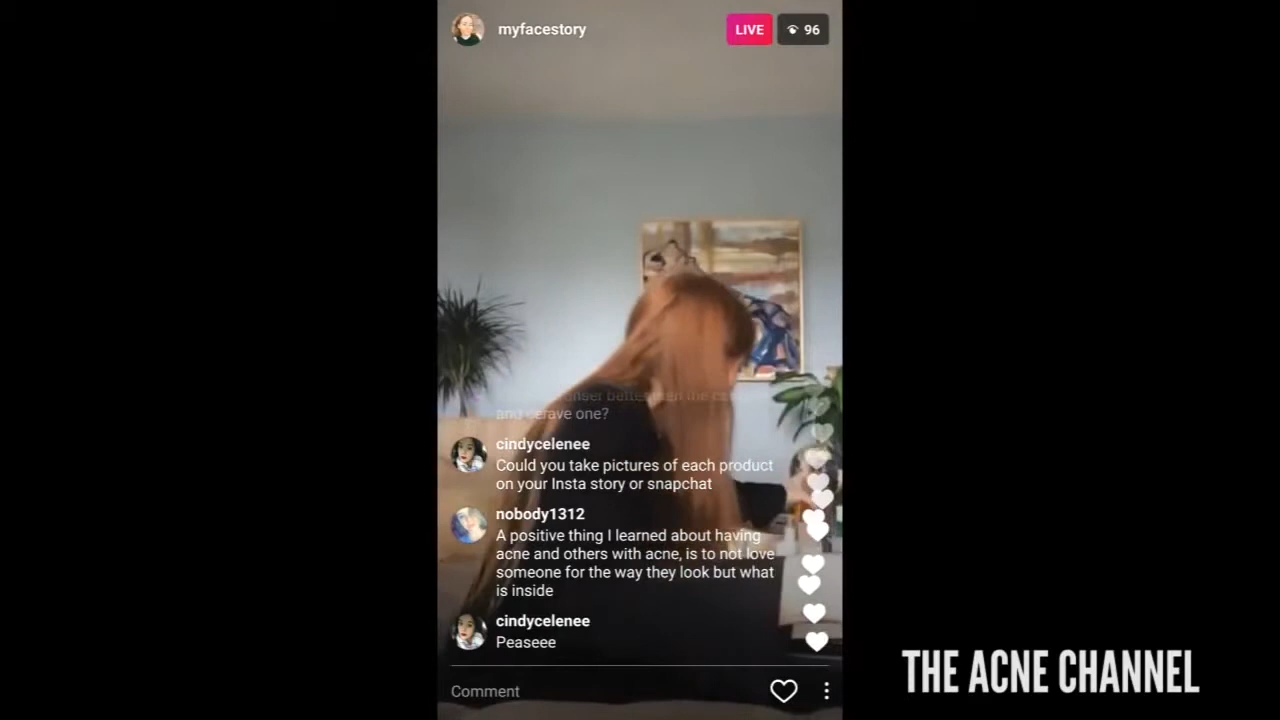 myfacestory
LIVE
96
and cerave one?
cindycelenee
Could you take pictures of each product
on your Insta story or snapchat
nobody1312
A positive thing I learned about having
acne and others with acne, is to not love
someone for the way they look but what
is inside
cindycelenee
Peaseee
Comment
THE ACNE CHANNEL